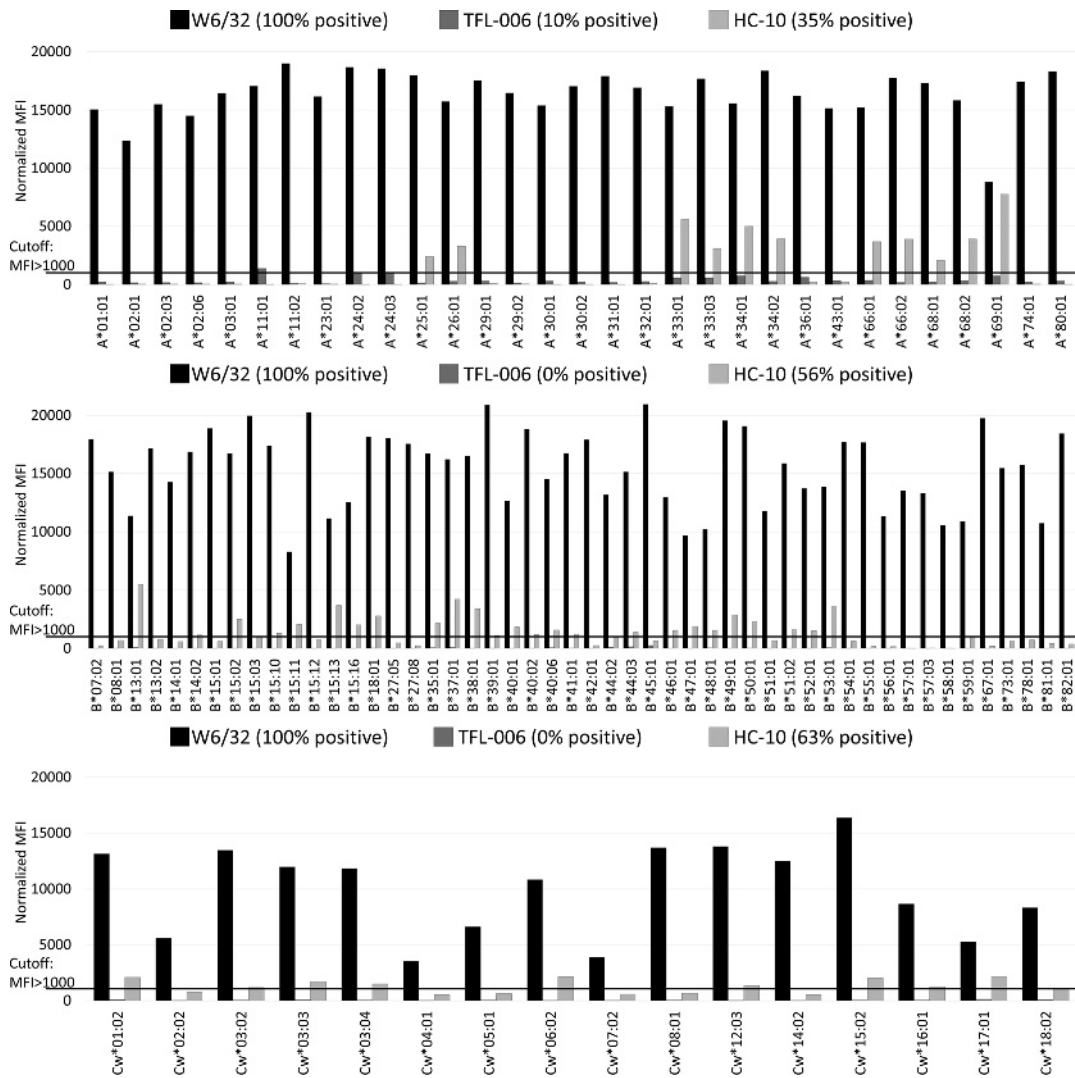 W6/32 (100% positive) TFL-006 (10% positive) HC-10 (35% positive)
Normalized MFI
20000
15000
10000
5000
Cutoff:
MFI>1000
0
A*01:01 A*02:01 A*02:03 A*02:06 A*03:01 A*11:01 A*11:02 A*23:01 A*24:02 A*24:03 A*25:01 A*26:01 A*29:01 A*29:02 A*30:01 A*30:02 A*31:01 A*32:01 A*33:01 A*33:03 A*34:01 A*34:02 A*36:01 A*43:01 A*66:01 A*66:02 A*68:01 A*68:02 A*69:01 A*74:01 A*80:01
W6/32 (100% positive) TFL-006 (0% positive) HC-10 (56% positive)
Normalized MFI
20000
15000
10000
5000
Cutoff:
MFI>1000
0
B*07:02 B*08:01 B*13:01 B*13:02 B*14:01 B*14:02 B*15:01 B*15:02 B*15:03 B*15:10 B*15:11 B*15:12 B*15:13 B*15:16 B*18:01 B*27:05 B*27:08 B*35:01 B*37:01 B*38:01 B*39:01 B*40:01 B*40:02 B*40:06 B*41:01 B*42:01 B*44:02 B*44:03 B*45:01 B*46:01 B*47:01 B*48:01 B*49:01 B*50:01 B*51:01 B*51:02 B*52:01 B*53:01 B*54:01 B*55:01 B*56:01 B*57:01 B*57:03 B*58:01 B*59:01 B*67:01 B*73:01 B*78:01 B*81:01 B*82:01
W6/32 (100% positive) TFL-006 (0% positive) HC-10 (63% positive)
Normalized MFI
20000
15000
10000
5000
Cutoff:
MFI>1000
0
Cw*01:02 Cw*02:02 Cw*03:02 Cw*03:03 Cw*03:04 Cw*04:01 Cw*05:01 Cw*06:02 Cw*07:02 Cw*08:01 Cw*12:03 Cw*14:02 Cw*15:02 Cw*16:01 Cw*17:01 Cw*18:02